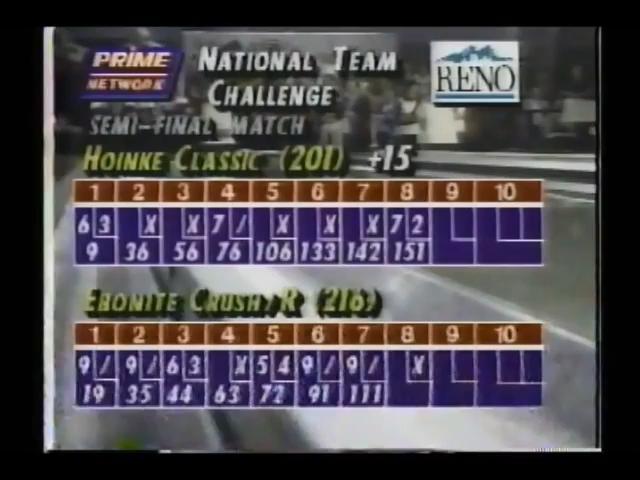 PRIME NETWORK
NATIONAL TEAM CHALLENGE
RENO
SEMI-FINAL MATCH
HOINKE CLASSIC (201) +15
1 2 3 4 5 6 7 8 9 10
6 3 X X 7 / X X X 7 2
9 36 56 76 106 133 142 151
EBONITE CRUSH/R (216)
1 2 3 4 5 6 7 8 9 10
9 / 9 / 6 3 X 5 4 9 / 9 / X
19 35 44 63 72 91 111